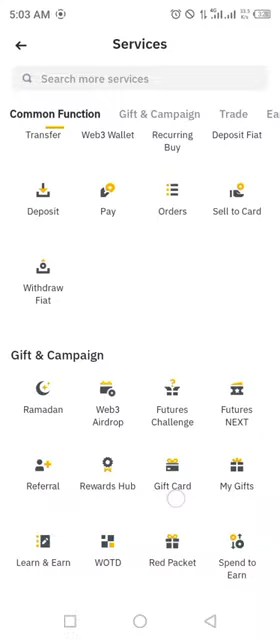 5:03 AM
4G
Services
Search more services
Common Function Gift & Campaign Trade Ea
Transfer Web3 Wallet Recurring Buy Deposit Fiat
Deposit Pay Orders Sell to Card
Withdraw Fiat
Gift & Campaign
Ramadan Web3 Airdrop Futures Challenge Futures NEXT
Referral Rewards Hub Gift Card My Gifts
Learn & Earn WOTD Red Packet Spend to Earn